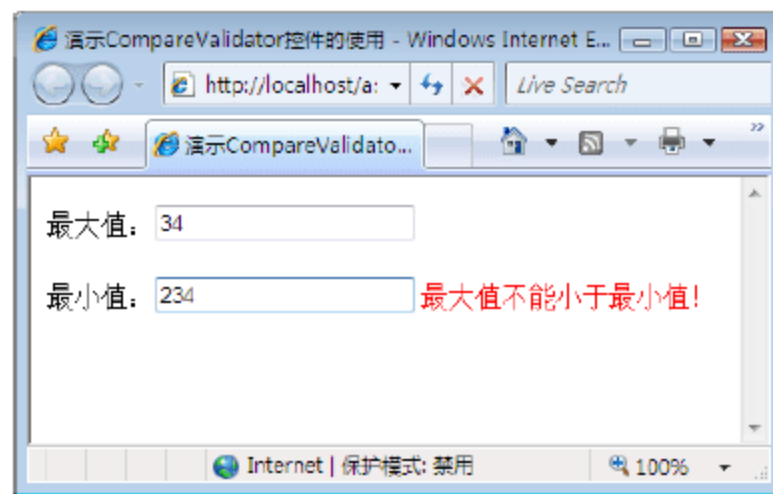 演示CompareValidator控件的使用 - Windows Internet E...
http://localhost/a: Live Search
演示CompareValidato... »
最大值： 34
最小值： 234 最大值不能小于最小值!
Internet | 保护模式: 禁用 100%